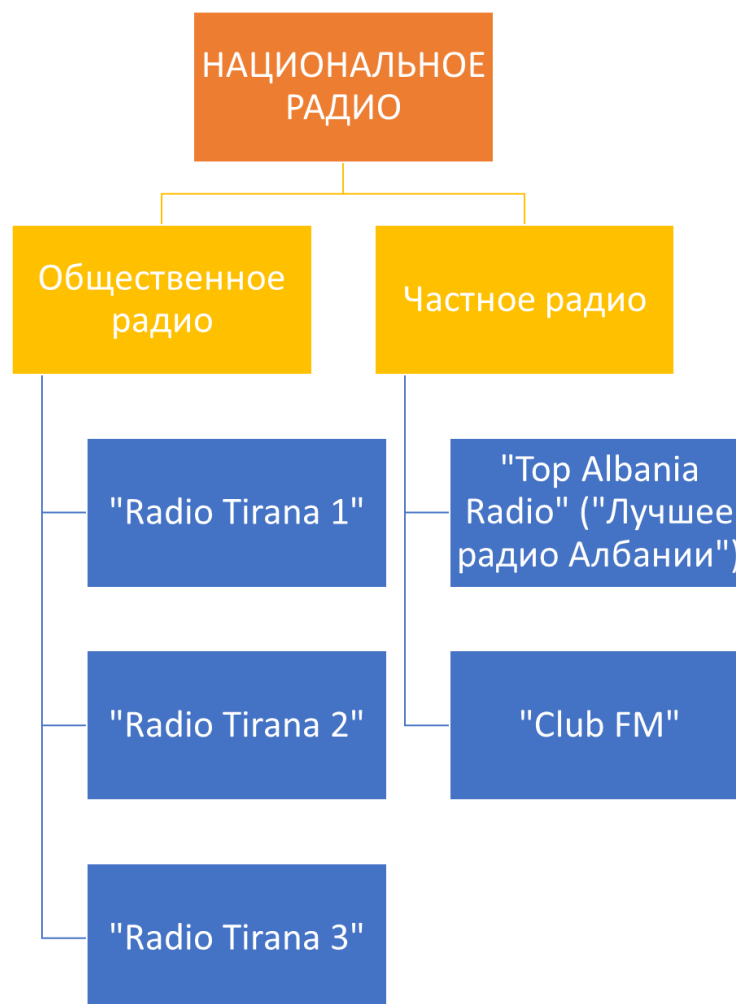 НАЦИОНАЛЬНОЕ
РАДИО
Общественное
радио
Частное радио
"Radio Tirana 1"
"Top Albania
Radio" ("Лучшее
радио Албании")
"Radio Tirana 2"
"Club FM"
"Radio Tirana 3"